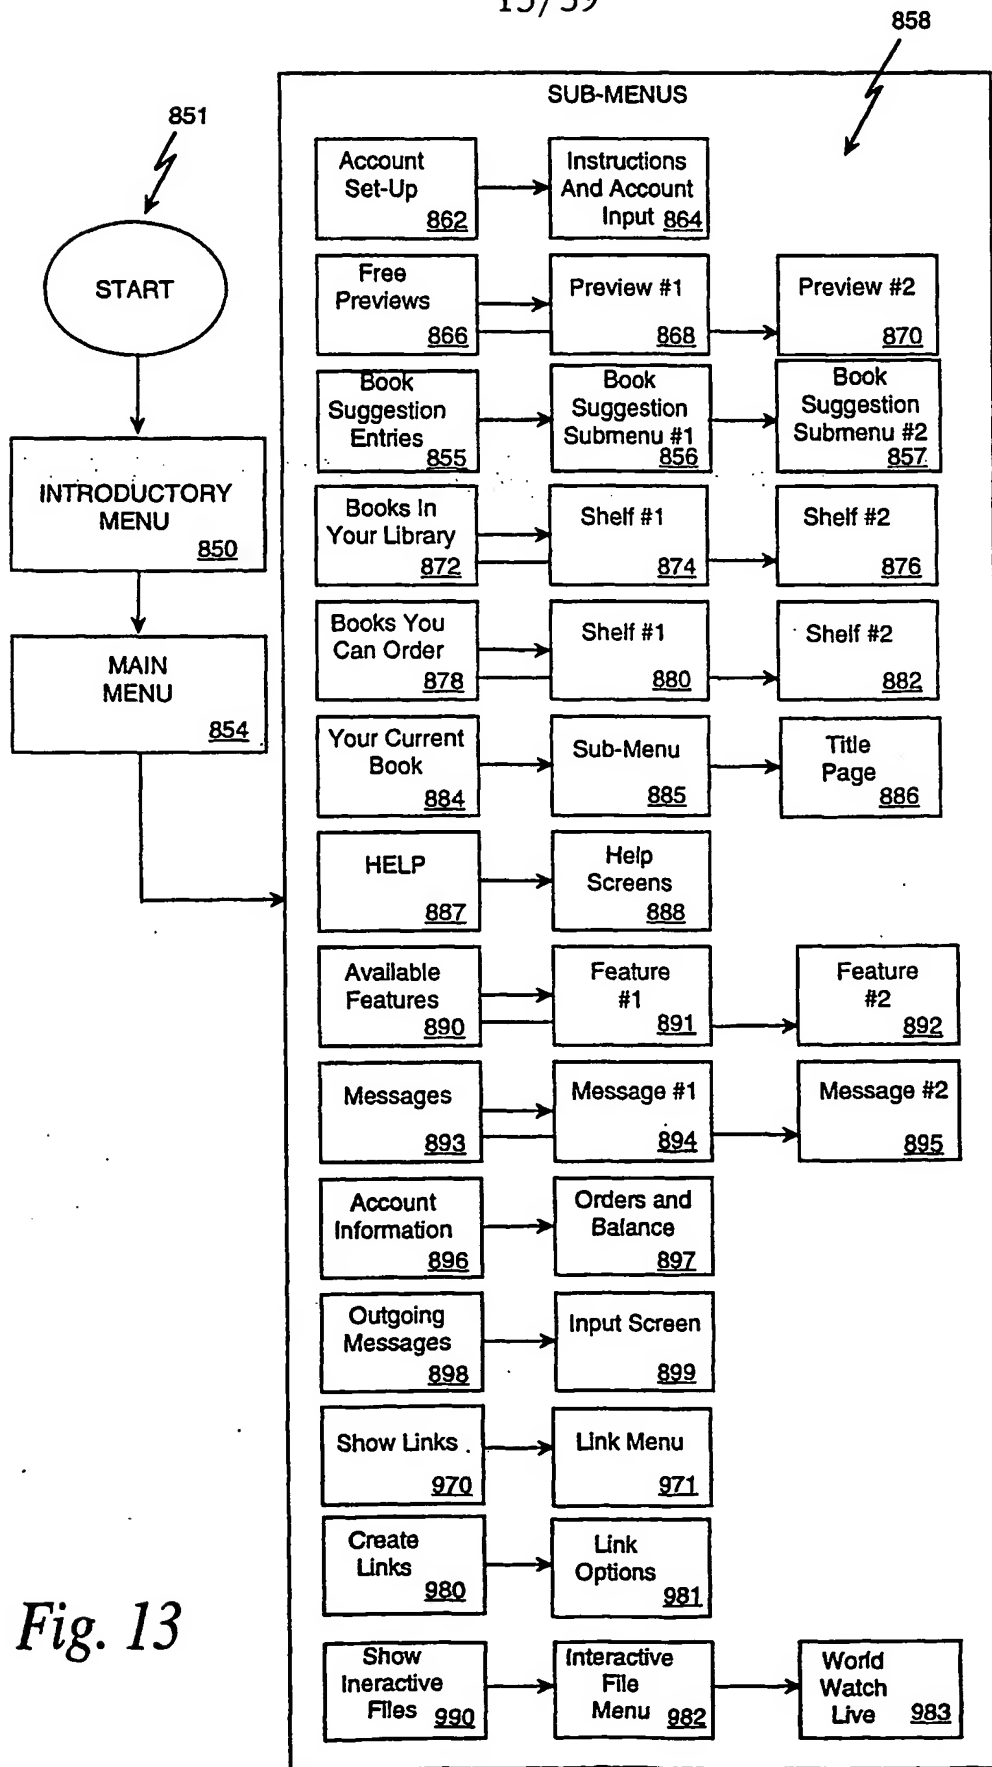 15/39
858
SUB-MENUS
851
START
INTRODUCTORY
MENU
850
MAIN
MENU
854
Account
Set-Up
862
Instructions
And Account
Input 864
Free
Previews
866
Preview #1
868
Preview #2
870
Book
Suggestion
Entries
855
Book
Suggestion
Submenu #1
856
Book
Suggestion
Submenu #2
857
Books In
Your Library
872
Shelf #1
874
Shelf #2
876
Books You
Can Order
878
Shelf #1
880
Shelf #2
882
Your Current
Book
884
Sub-Menu
885
Title
Page
886
HELP
887
Help
Screens
888
Available
Features
890
Feature
#1
891
Feature
#2
892
Messages
893
Message #1
894
Message #2
895
Account
Information
896
Orders and
Balance
897
Outgoing
Messages
898
Input Screen
899
Show Links
970
Link Menu
971
Create
Links
980
Link
Options
981
Show
Ineractive
Files 990
Interactive
File
Menu 982
World
Watch
Live 983
Fig. 13